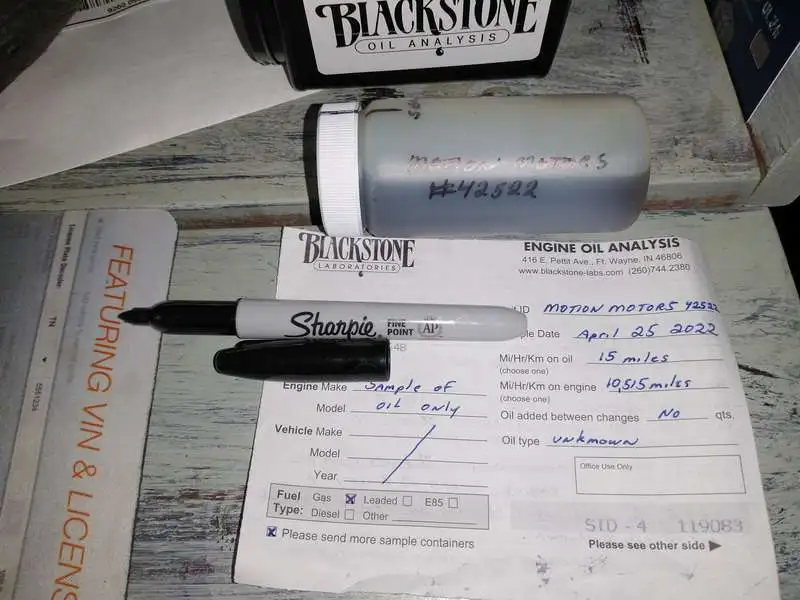 BLACKSTONE
OIL ANALYSIS
MOTION MOTORS
#42522
BLACKSTONE
LABORATORIES
ENGINE OIL ANALYSIS
416 E. Pettit Ave., Ft. Wayne, IN 46806
www.blackstone-labs.com (260)744.2380
ID MOTION MOTORS 42522
Date April 25 2022
Mi/Hr/Km on oil 15 miles
(choose one)
Mi/Hr/Km on engine 10,515 miles
(choose one)
Oil added between changes No qts.
Oil type UNKNOWN
Office Use Only
STD - 4 119083
Please see other side
Sharpie FINE POINT AP
Engine Make SAMPLE OF
Model OIL ONLY
Vehicle Make
Model
Year
Fuel Type: Gas Leaded E85
Diesel Other
Please send more sample containers
FEATURING VIN & LICENS
TN